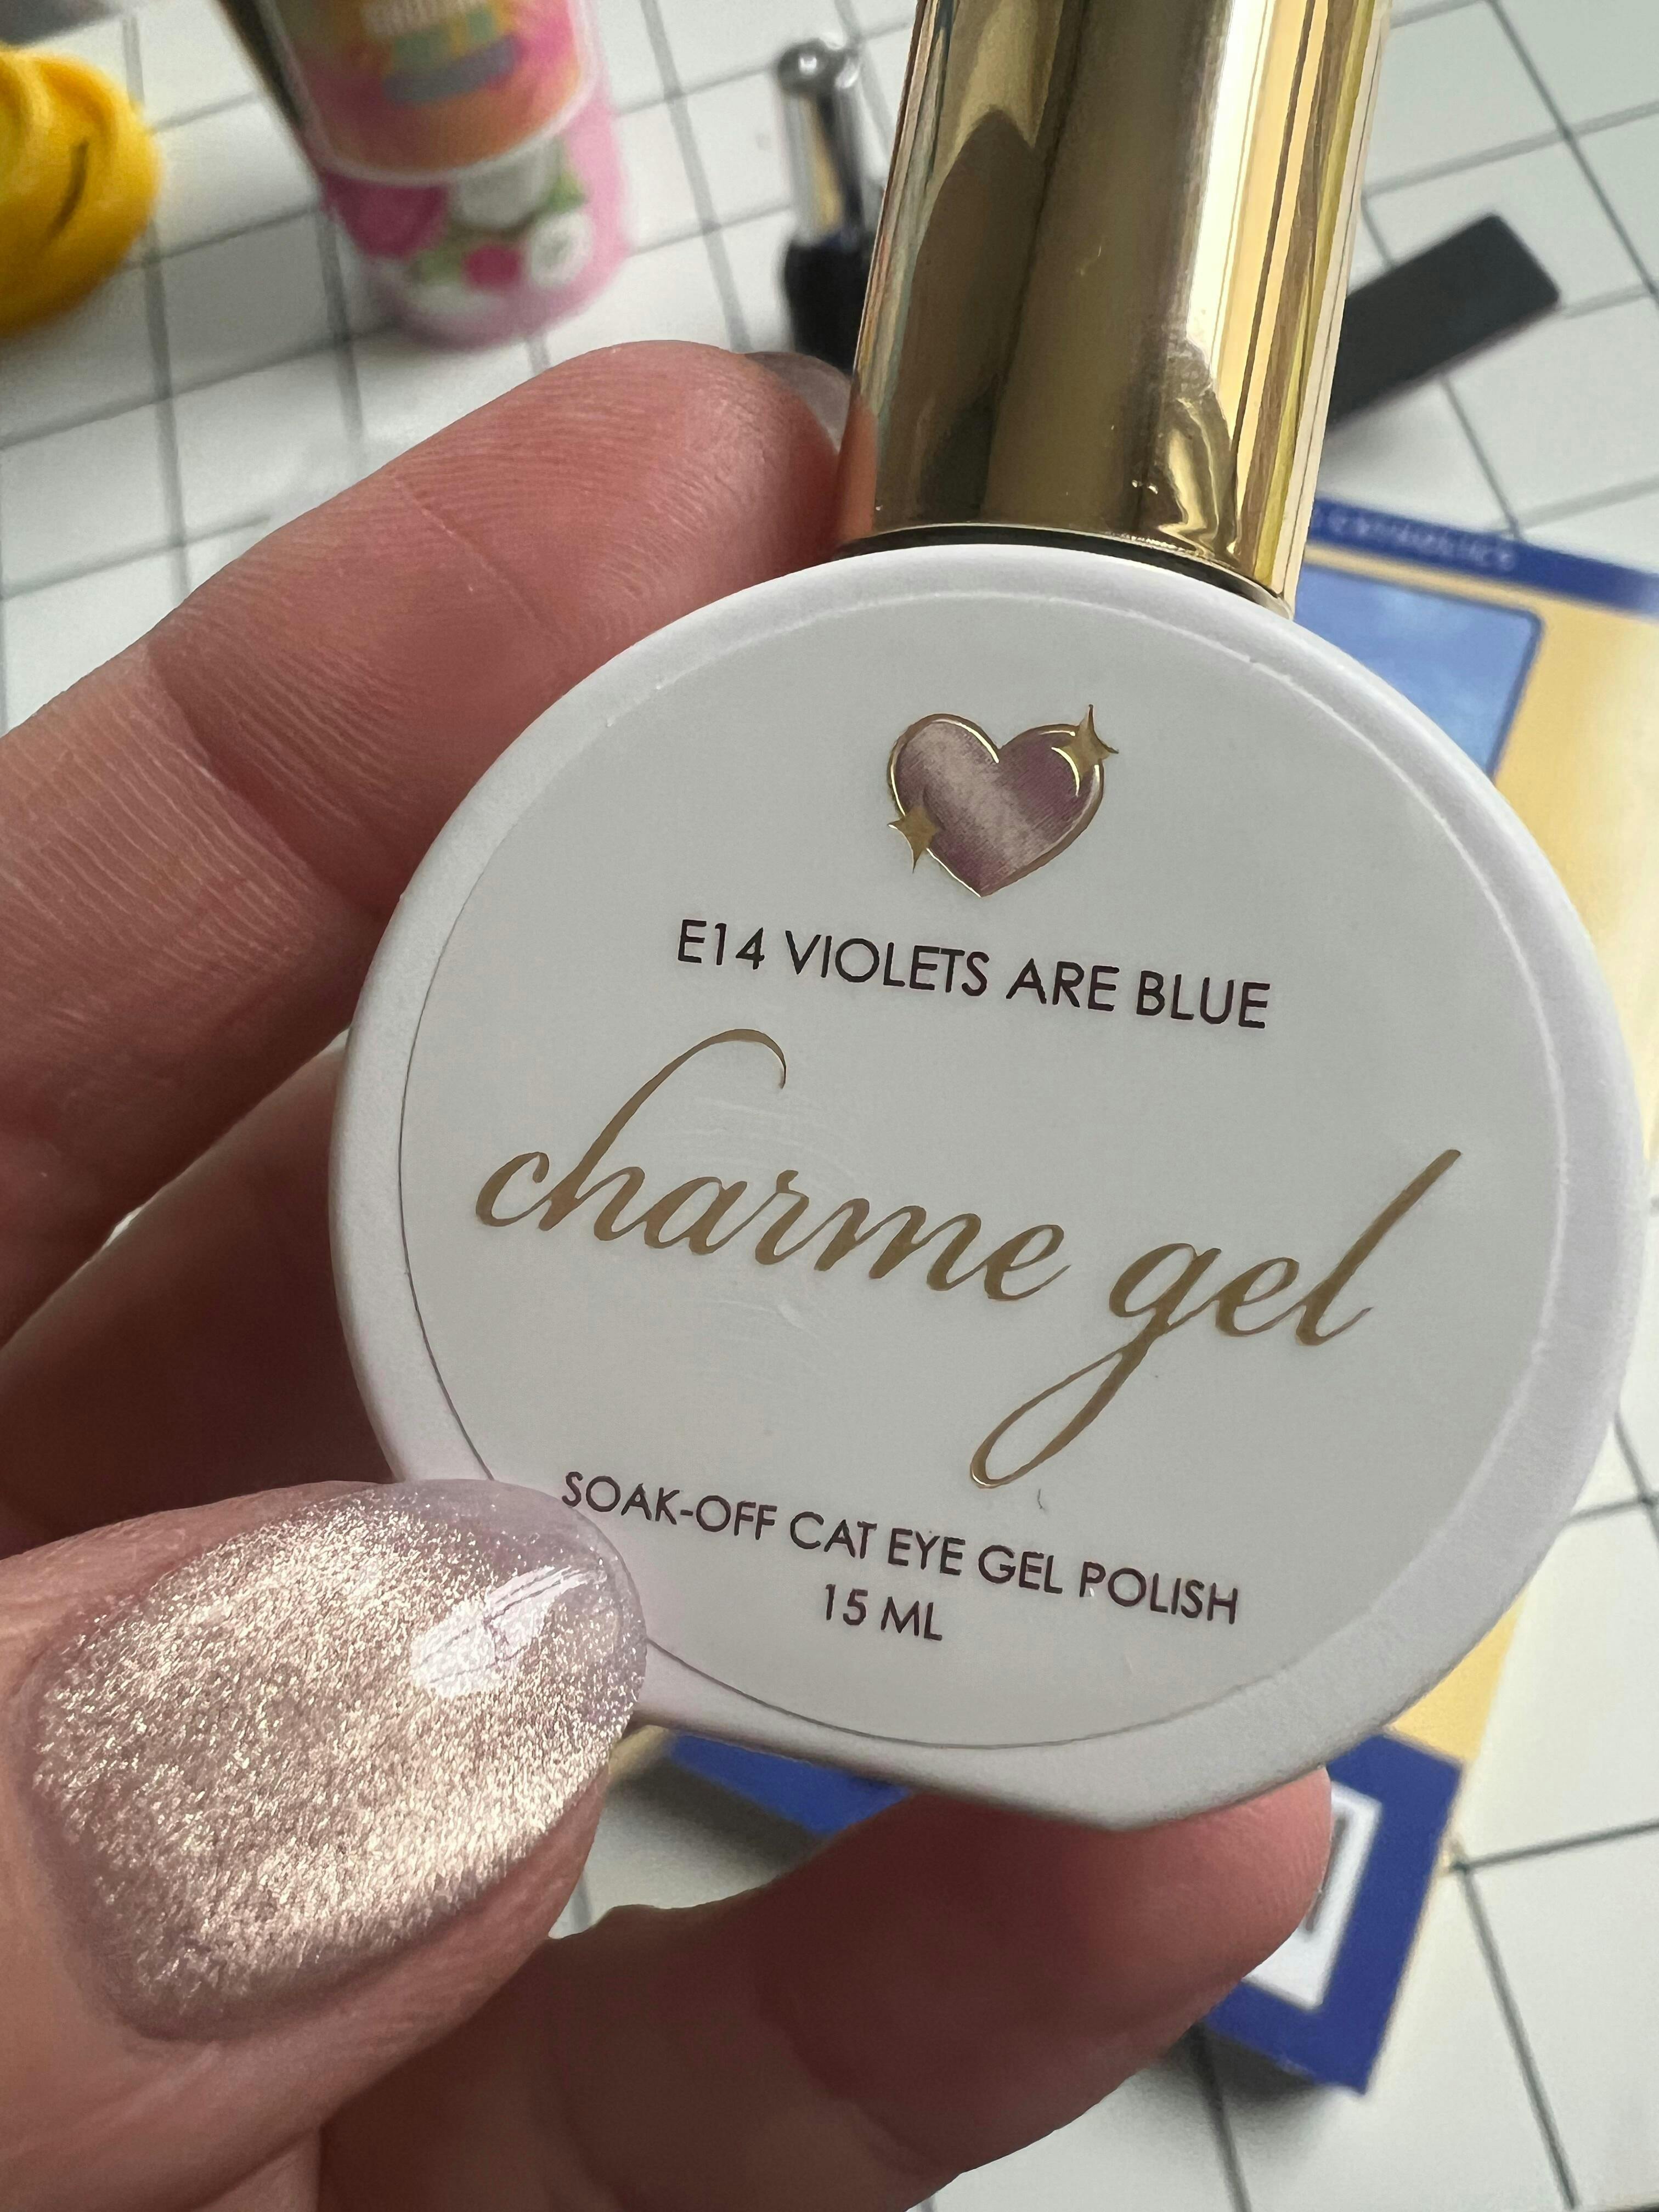 E14 VIOLETS ARE BLUE
charme gel
SOAK-OFF CAT EYE GEL POLISH
15 ML